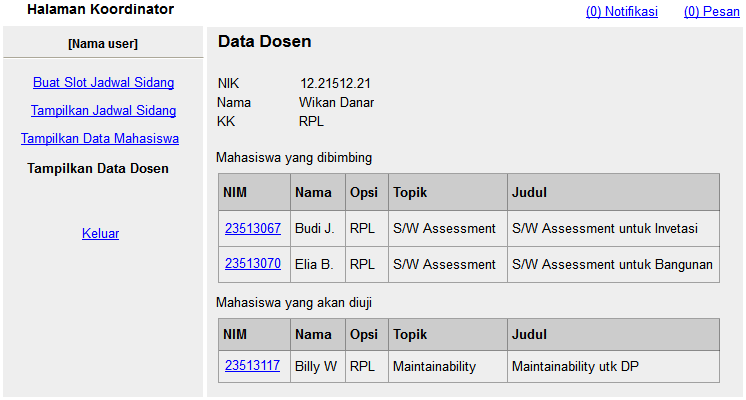 Halaman Koordinator
(0) Notifikasi (0) Pesan
[Nama user]
Buat Slot Jadwal Sidang
Tampilkan Jadwal Sidang
Tampilkan Data Mahasiswa
Tampilkan Data Dosen
Keluar
Data Dosen
NIK 12.21512.21
Nama Wikan Danar
KK RPL
Mahasiswa yang dibimbing
NIM Nama Opsi Topik Judul
23513067 Budi J. RPL S/W Assessment S/W Assessment untuk Invetasi
23513070 Elia B. RPL S/W Assessment S/W Assessment untuk Bangunan
Mahasiswa yang akan diuji
NIM Nama Opsi Topik Judul
23513117 Billy W RPL Maintainability Maintainability utk DP